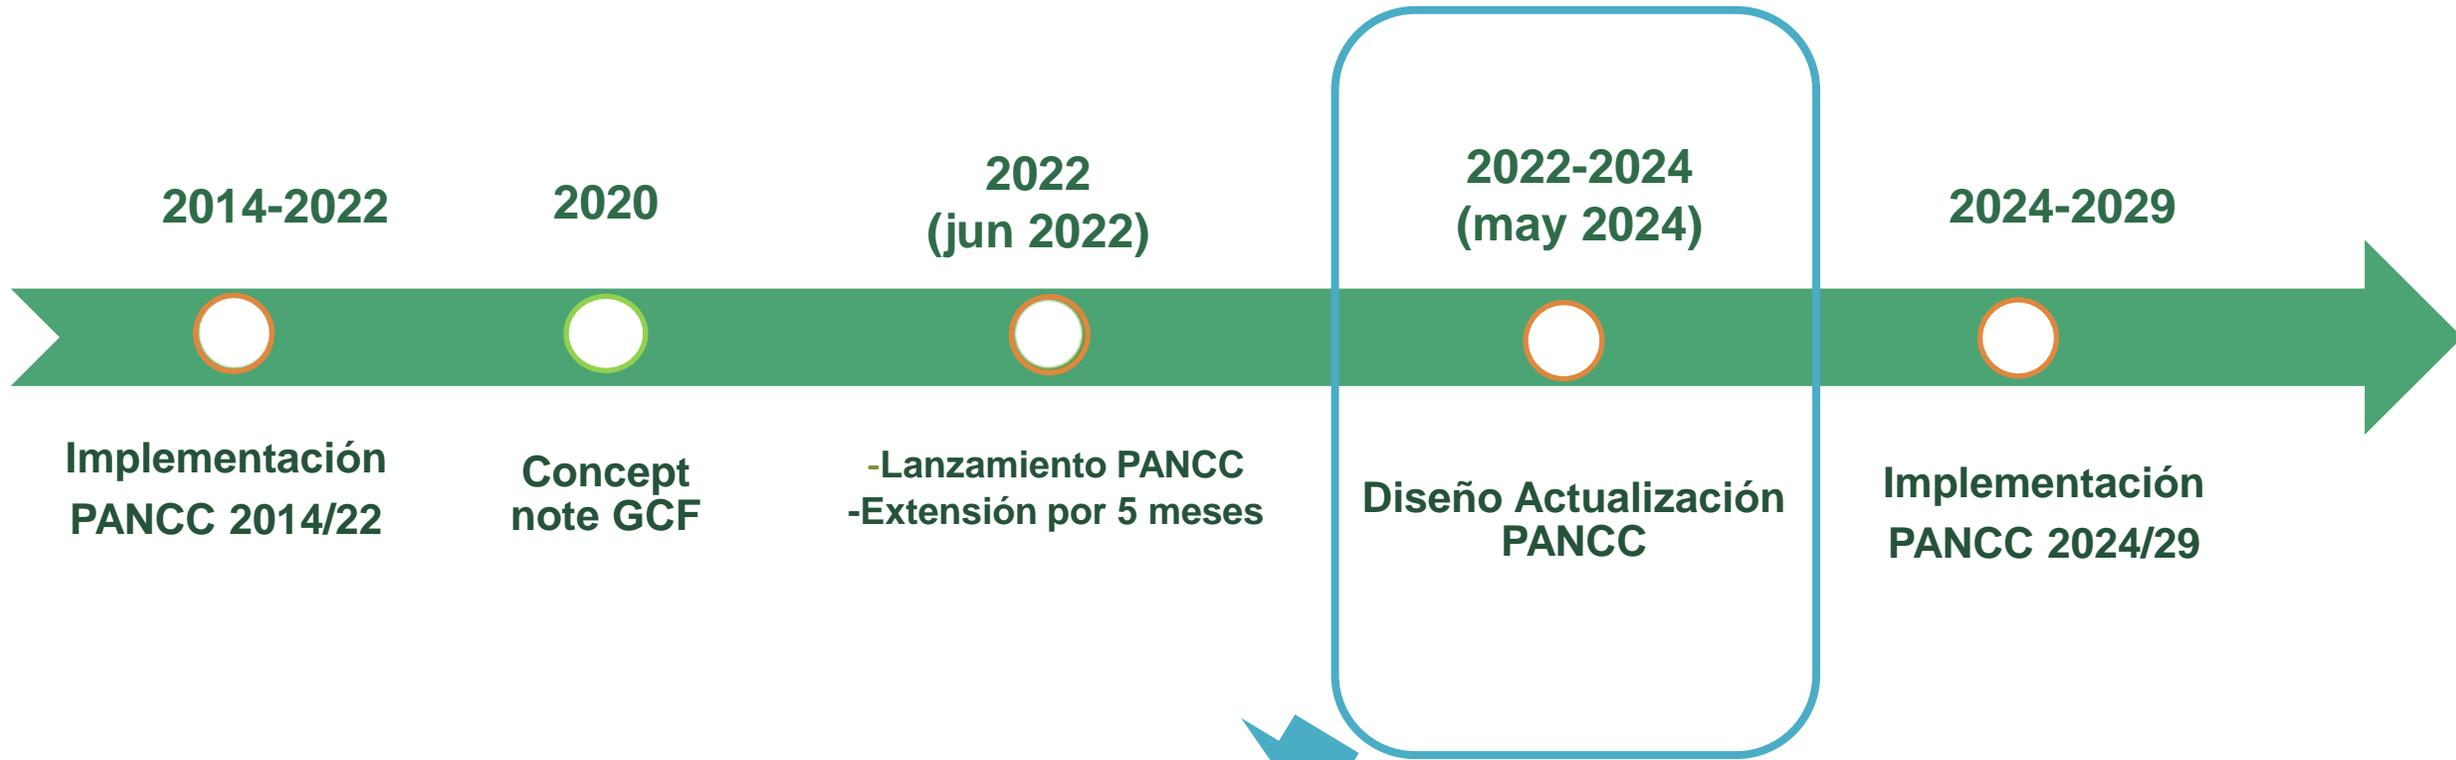 2014-2022
2020
2022
(jun 2022)
2022-2024
(may 2024)
2024-2029
Implementación
PANCC 2014/22
Concept
note GCF
-Lanzamiento PANCC
-Extensión por 5 meses
Diseño Actualización
PANCC
Implementación
PANCC 2024/29